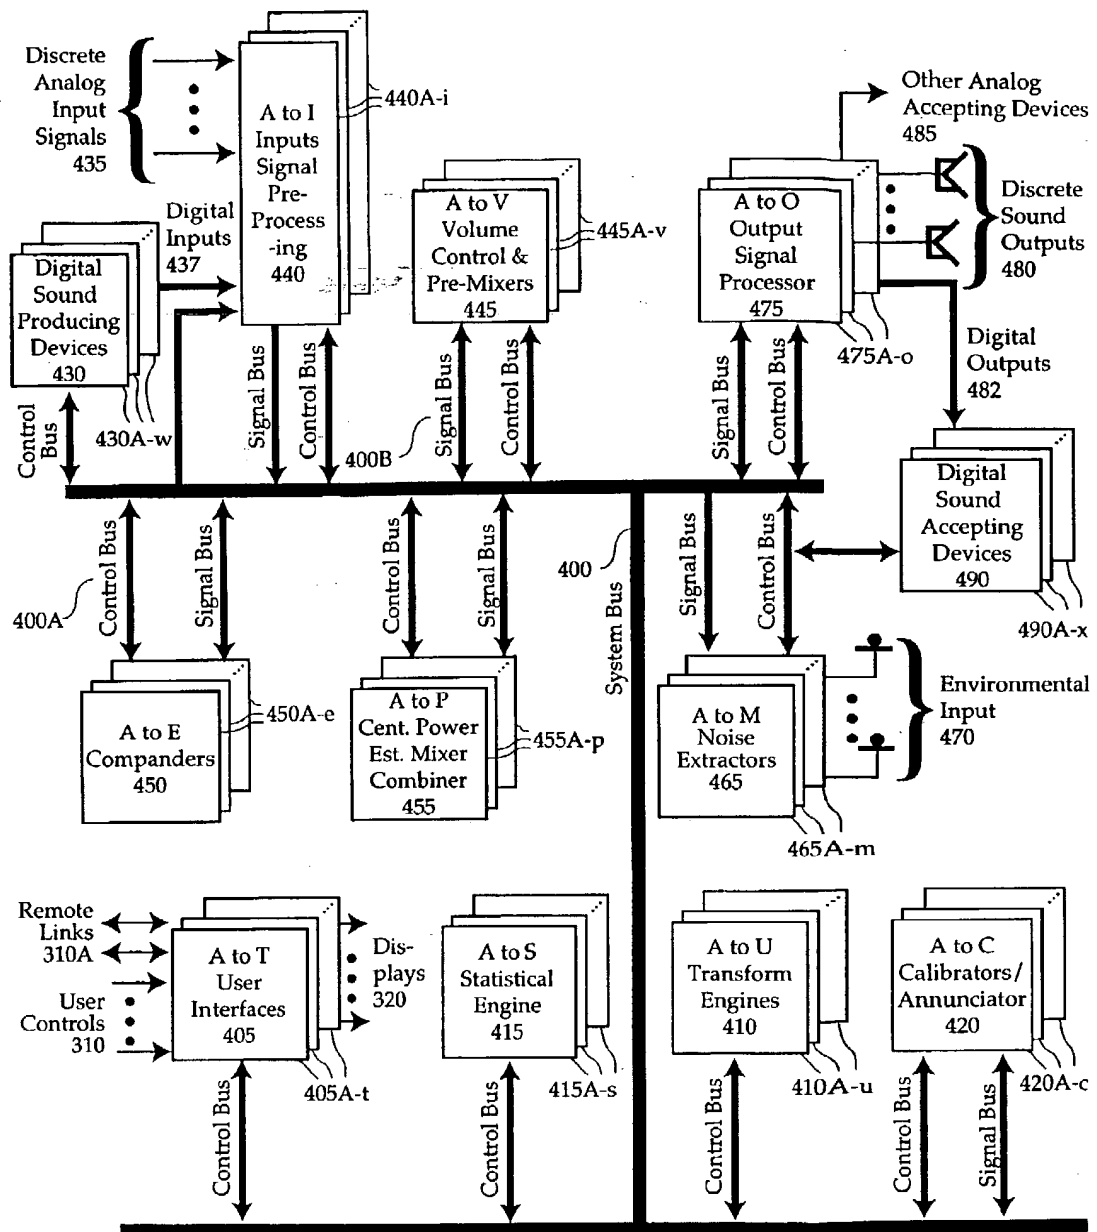 Discrete
Analog
Input
Signals
435
A to I
Inputs
Signal
Pre-
Process
-ing
440
440A-i
Digital
Inputs
437
Digital
Sound
Producing
Devices
430
430A-w
A to V
Volume
Control &
Pre-Mixers
445
445A-v
A to O
Output
Signal
Processor
475
475A-o
Other Analog
Accepting Devices
485
Discrete
Sound
Outputs
480
Digital
Outputs
482
Control
Bus
Signal Bus
Control Bus
400B
Signal Bus
Control Bus
Signal Bus
Control Bus
Digital
Sound
Accepting
Devices
490
490A-x
400A
Control Bus
Signal Bus
Control Bus
Signal Bus
400
System Bus
Signal Bus
Control Bus
A to E
Companders
450
450A-e
A to P
Cent. Power
Est. Mixer
Combiner
455
455A-p
A to M
Noise
Extractors
465
465A-m
Environmental
Input
470
Remote
Links
310A
User
Controls
310
A to T
User
Interfaces
405
405A-t
Dis-
plays
320
A to S
Statistical
Engine
415
415A-s
A to U
Transform
Engines
410
410A-u
A to C
Calibrators/
Annunciator
420
420A-c
Control Bus
Control Bus
Control Bus
Control Bus
Signal Bus